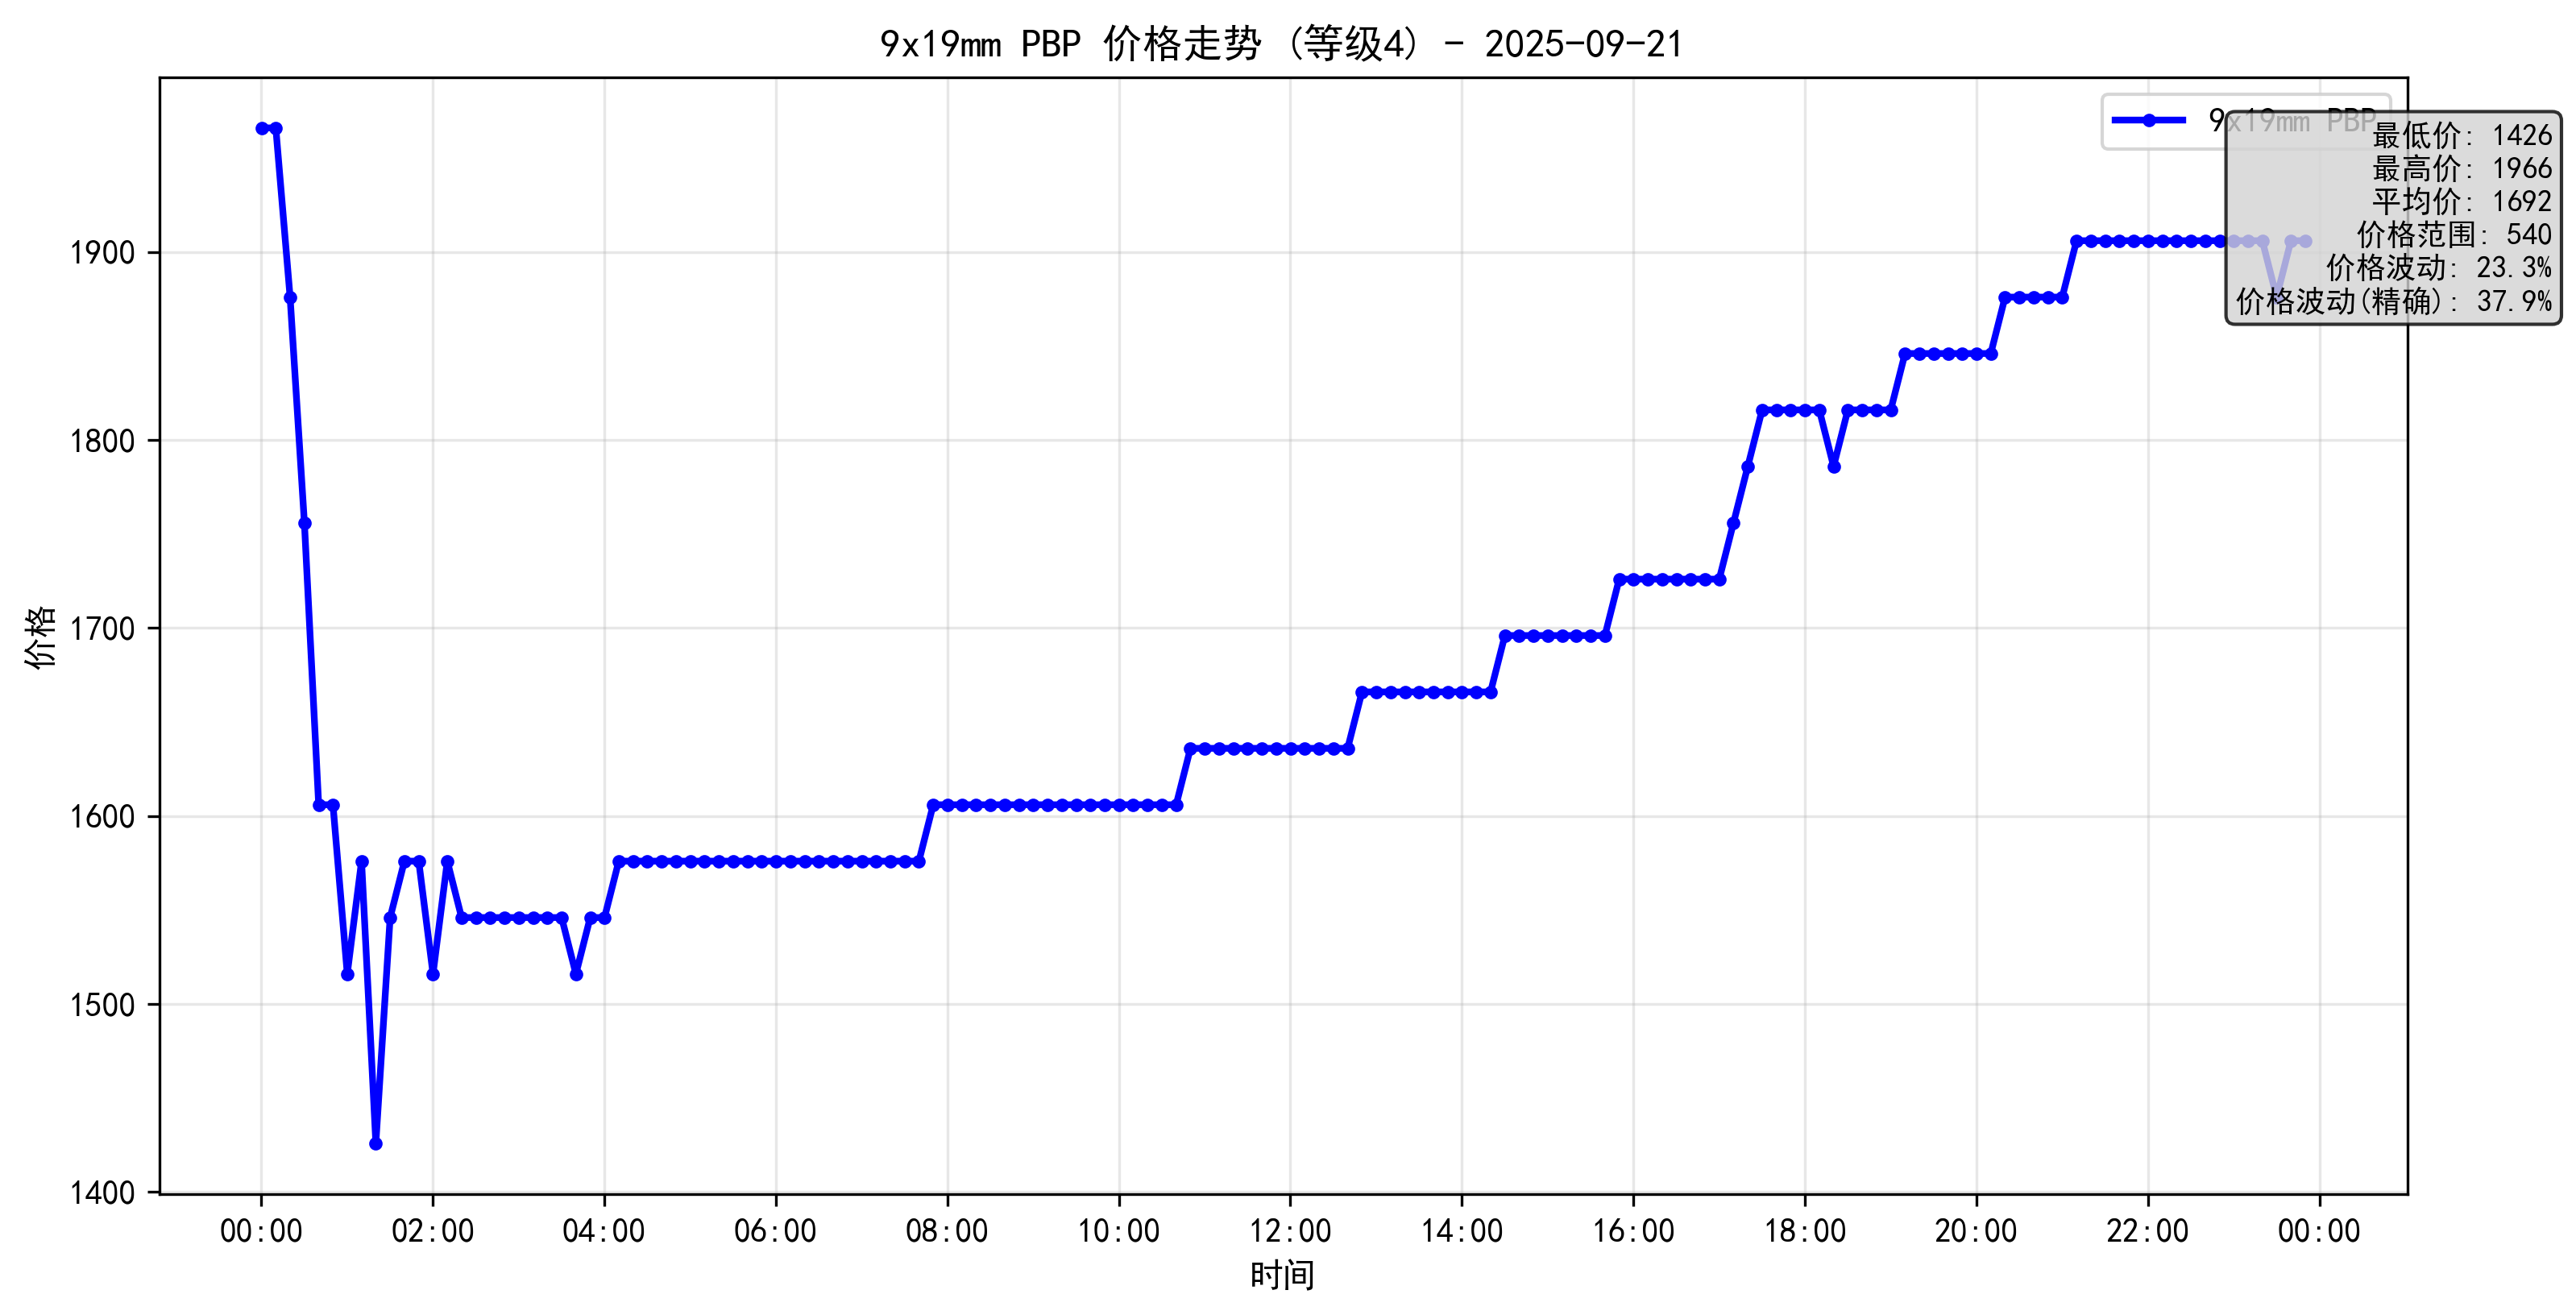 9x19mm PBP 价格走势 (等级4) - 2025-09-21
9x19mm PBP
最低价: 1426
最高价: 1966
平均价: 1692
价格范围: 540
价格波动: 23.3%
价格波动(精确): 37.9%
价格
1900
1800
1700
1600
1500
1400
00:00 02:00 04:00 06:00 08:00 10:00 12:00 14:00 16:00 18:00 20:00 22:00 00:00
时间